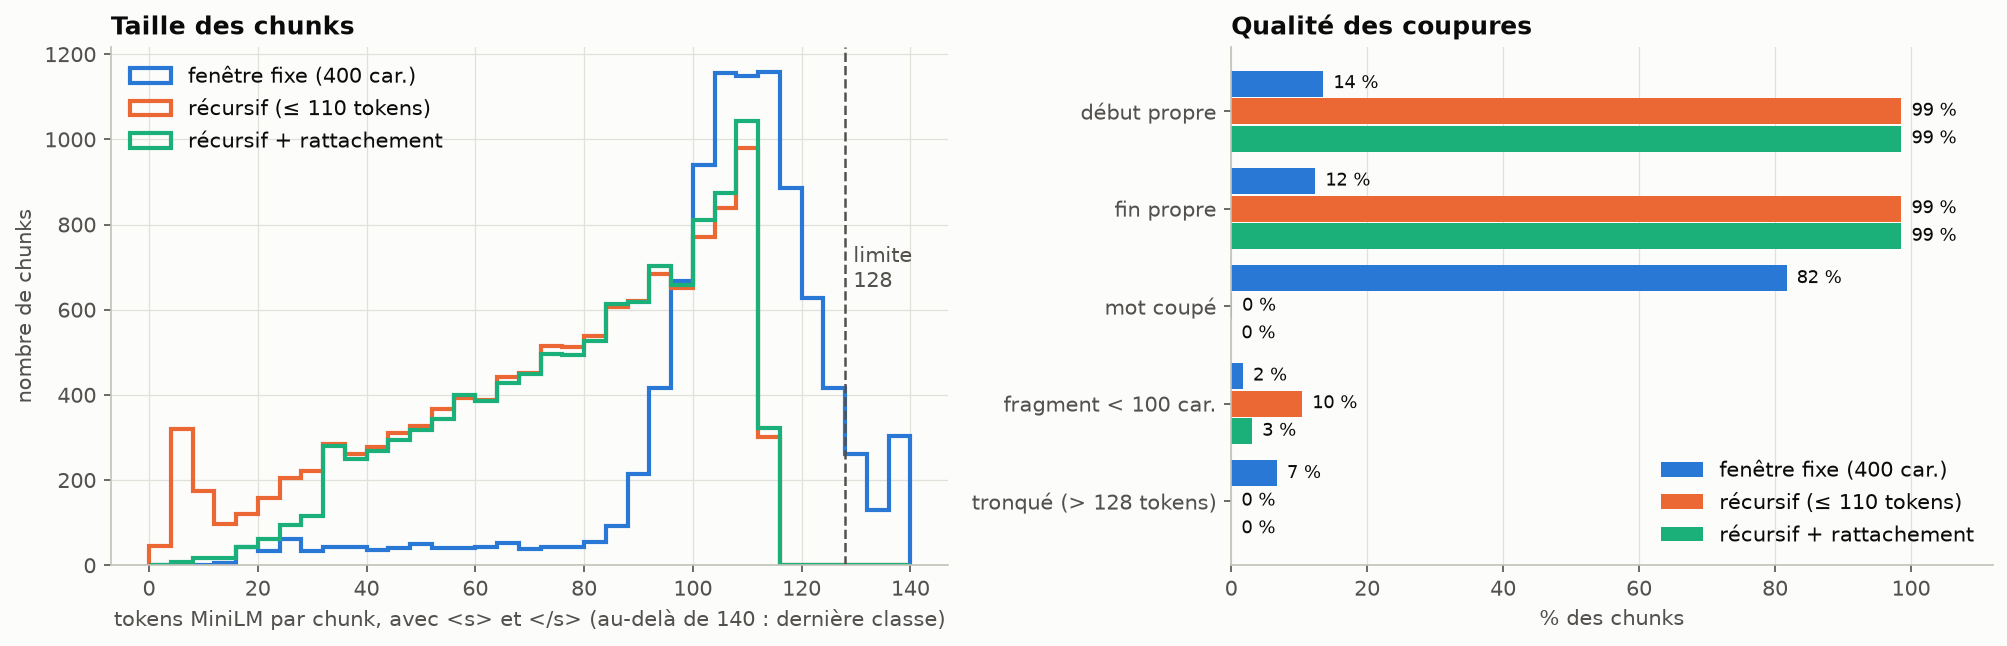 Taille des chunks
fenêtre fixe (400 car.)
récursif (≤ 110 tokens)
récursif + rattachement
limite
128
nombre de chunks
1200
1000
800
600
400
200
0
0 20 40 60 80 100 120 140
tokens MiniLM par chunk, avec <s> et </s> (au-delà de 140 : dernière classe)
Qualité des coupures
début propre
14 %
99 %
99 %
fin propre
12 %
99 %
99 %
mot coupé
82 %
0 %
0 %
fragment < 100 car.
2 %
10 %
3 %
tronqué (> 128 tokens)
7 %
0 %
0 %
fenêtre fixe (400 car.)
récursif (≤ 110 tokens)
récursif + rattachement
0 20 40 60 80 100
% des chunks